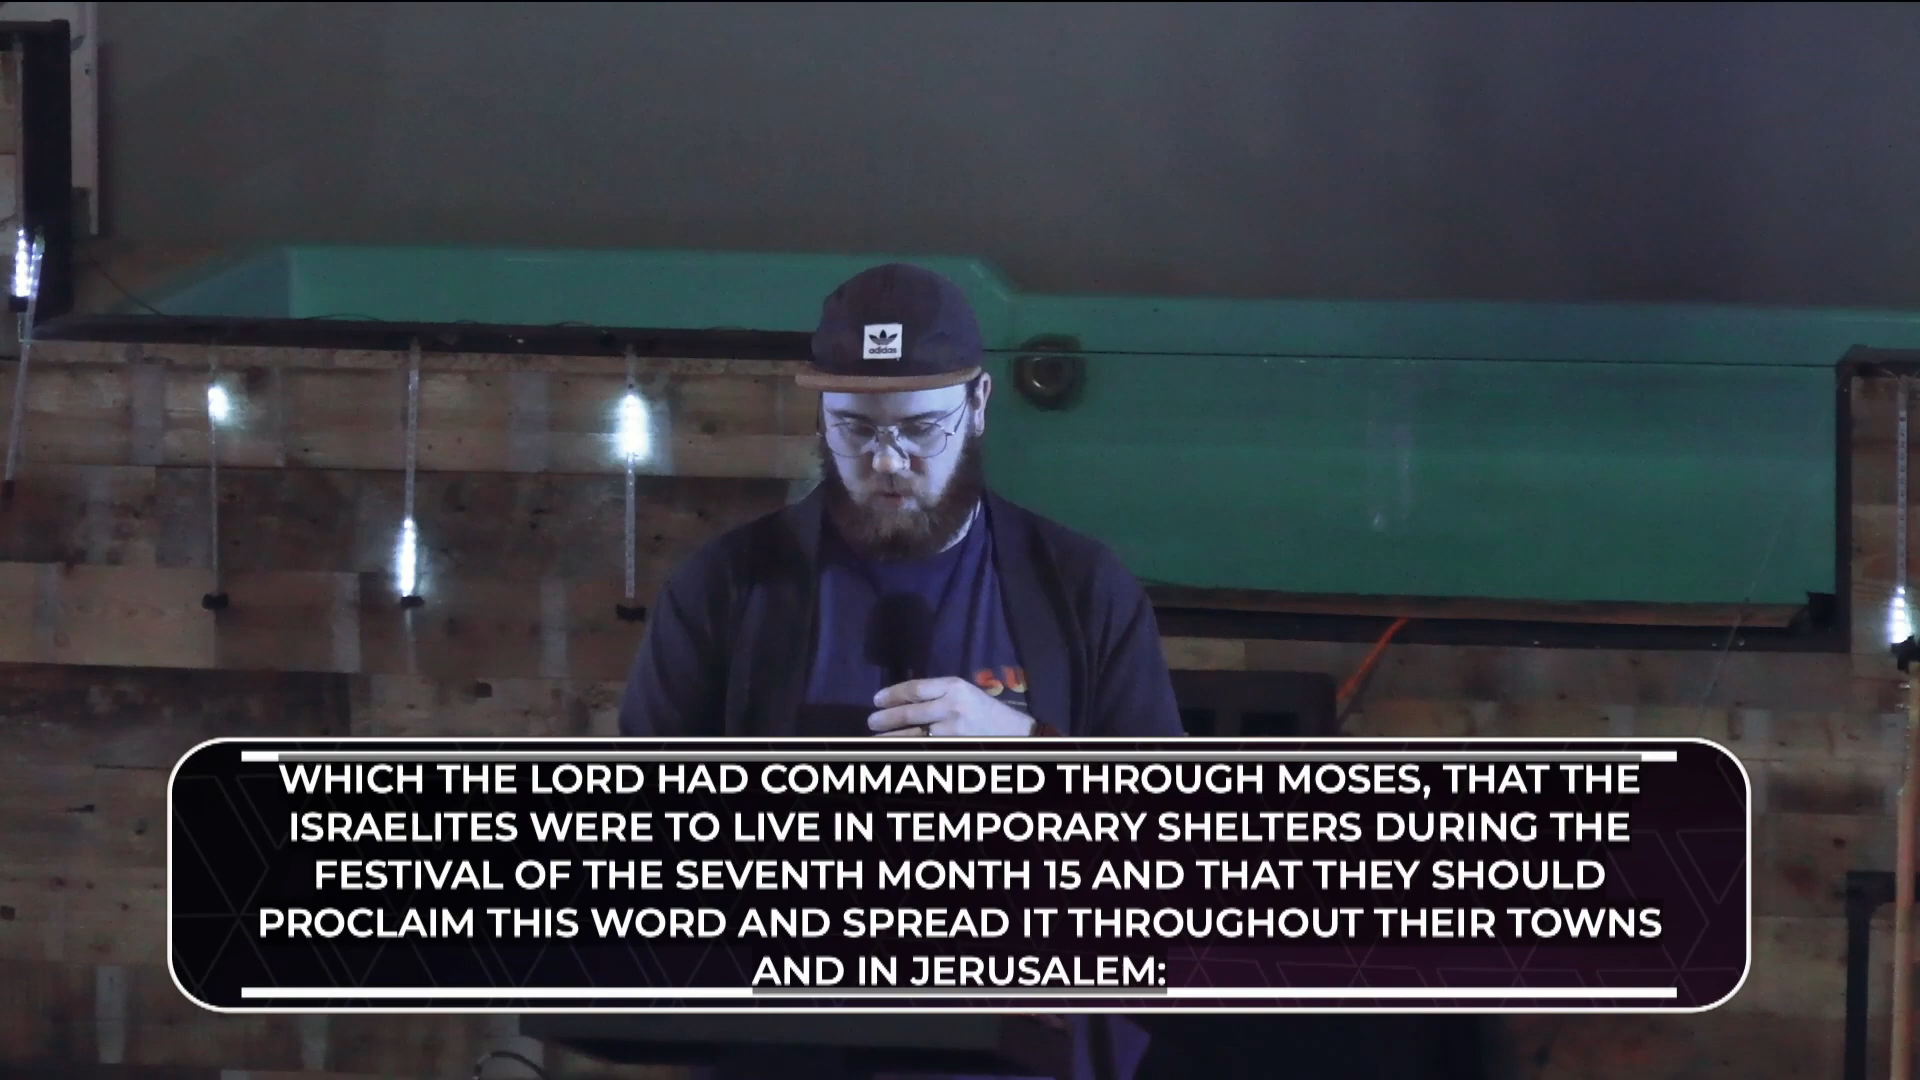 adidas
SU
WHICH THE LORD HAD COMMANDED THROUGH MOSES, THAT THE
ISRAELITES WERE TO LIVE IN TEMPORARY SHELTERS DURING THE
FESTIVAL OF THE SEVENTH MONTH 15 AND THAT THEY SHOULD
PROCLAIM THIS WORD AND SPREAD IT THROUGHOUT THEIR TOWNS
AND IN JERUSALEM: